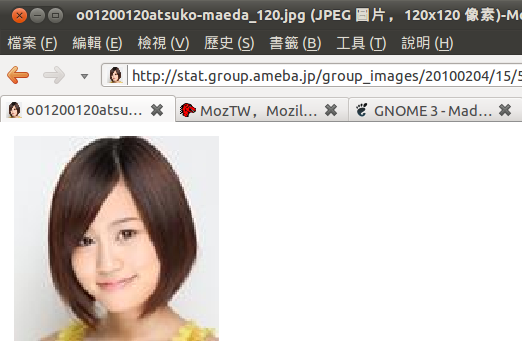 o01200120atsuko-maeda_120.jpg (JPEG 圖片，120x120 像素)-Mo
檔案 (F) 編輯 (E) 檢視 (V) 歷史 (S) 書籤 (B) 工具 (T) 說明 (H)
http://stat.group.ameba.jp/group_images/20100204/15/5
o01200120atsu... MozTW，Mozil... GNOME 3 - Mad...